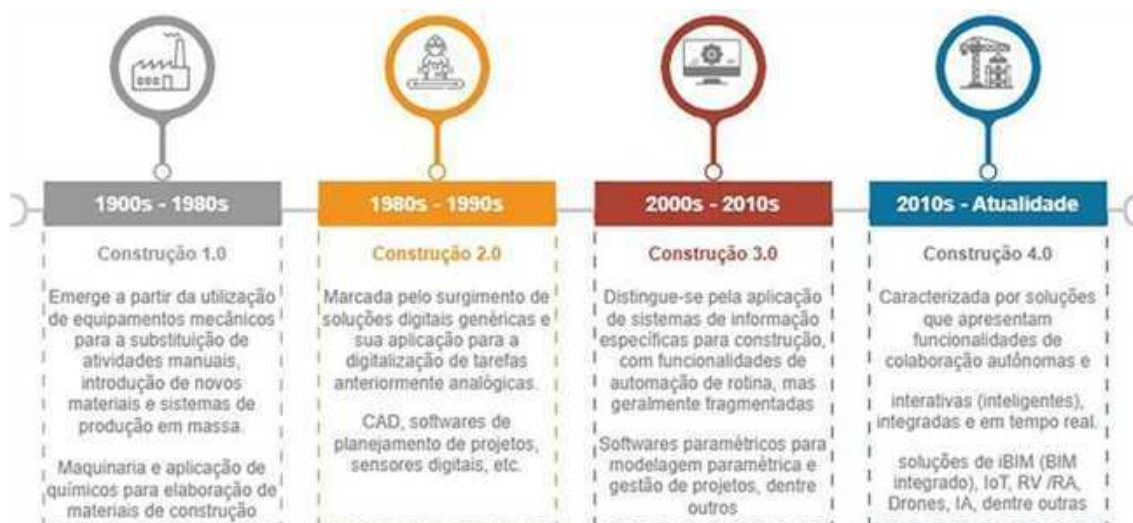 1900s - 1980s
Construção 1.0
Emerge a partir da utilização
de equipamentos mecânicos
para a substituição de
atividades manuais,
introdução de novos
materiais e sistemas de
produção em massa.
Maquinaria e aplicação de
químicos para elaboração de
materiais de construção
1980s - 1990s
Construção 2.0
Marcada pelo surgimento de
soluções digitais genéricas e
sua aplicação para a
digitalização de tarefas
anteriormente analógicas.
CAD, softwares de
planejamento de projetos,
sensores digitais, etc.
2000s - 2010s
Construção 3.0
Distingue-se pela aplicação
de sistemas de informação
específicas para construção,
com funcionalidades de
automação de rotina, mas
geralmente fragmentadas
Softwares paramétricos para
modelagem paramétrica e
gestão de projetos, dentre
outros
2010s - Atualidade
Construção 4.0
Caracterizada por soluções
que apresentam
funcionalidades de
colaboração autônomas e
interativas (inteligentes),
integradas e em tempo real.
soluções de iBIM (BIM
integrado), IoT, RV /RA,
Drones, IA, dentre outras